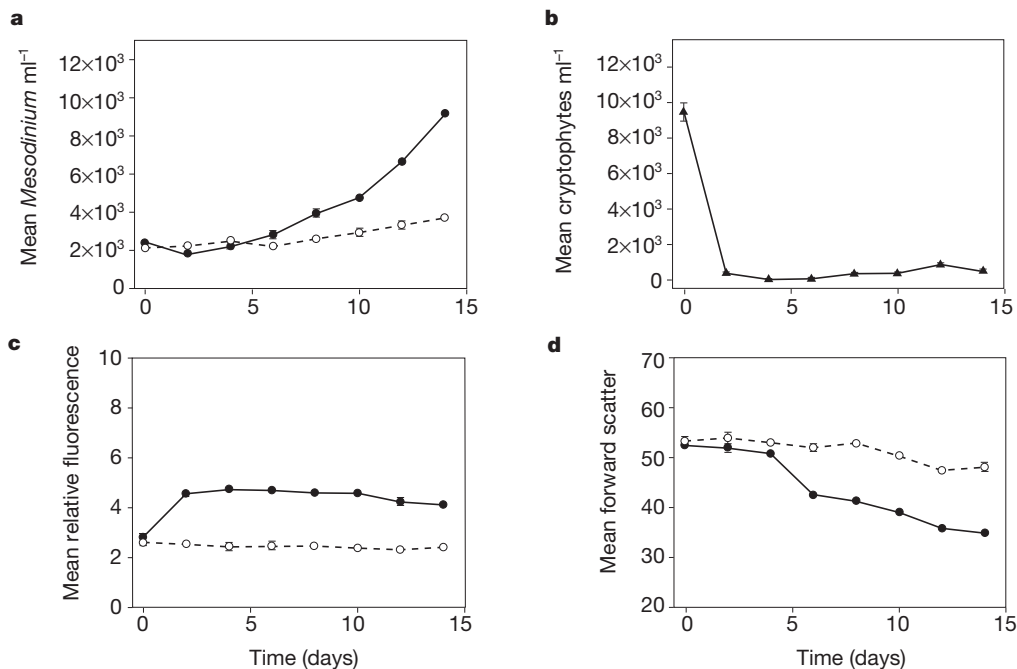 a
Mean Mesodinium ml⁻¹
12×10³
10×10³
8×10³
6×10³
4×10³
2×10³
0
0 5 10 15
b
Mean cryptophytes ml⁻¹
12×10³
10×10³
8×10³
6×10³
4×10³
2×10³
0
0 5 10 15
c
Mean relative fluorescence
10
8
6
4
2
0
0 5 10 15
Time (days)
d
Mean forward scatter
70
60
50
40
30
20
0 5 10 15
Time (days)